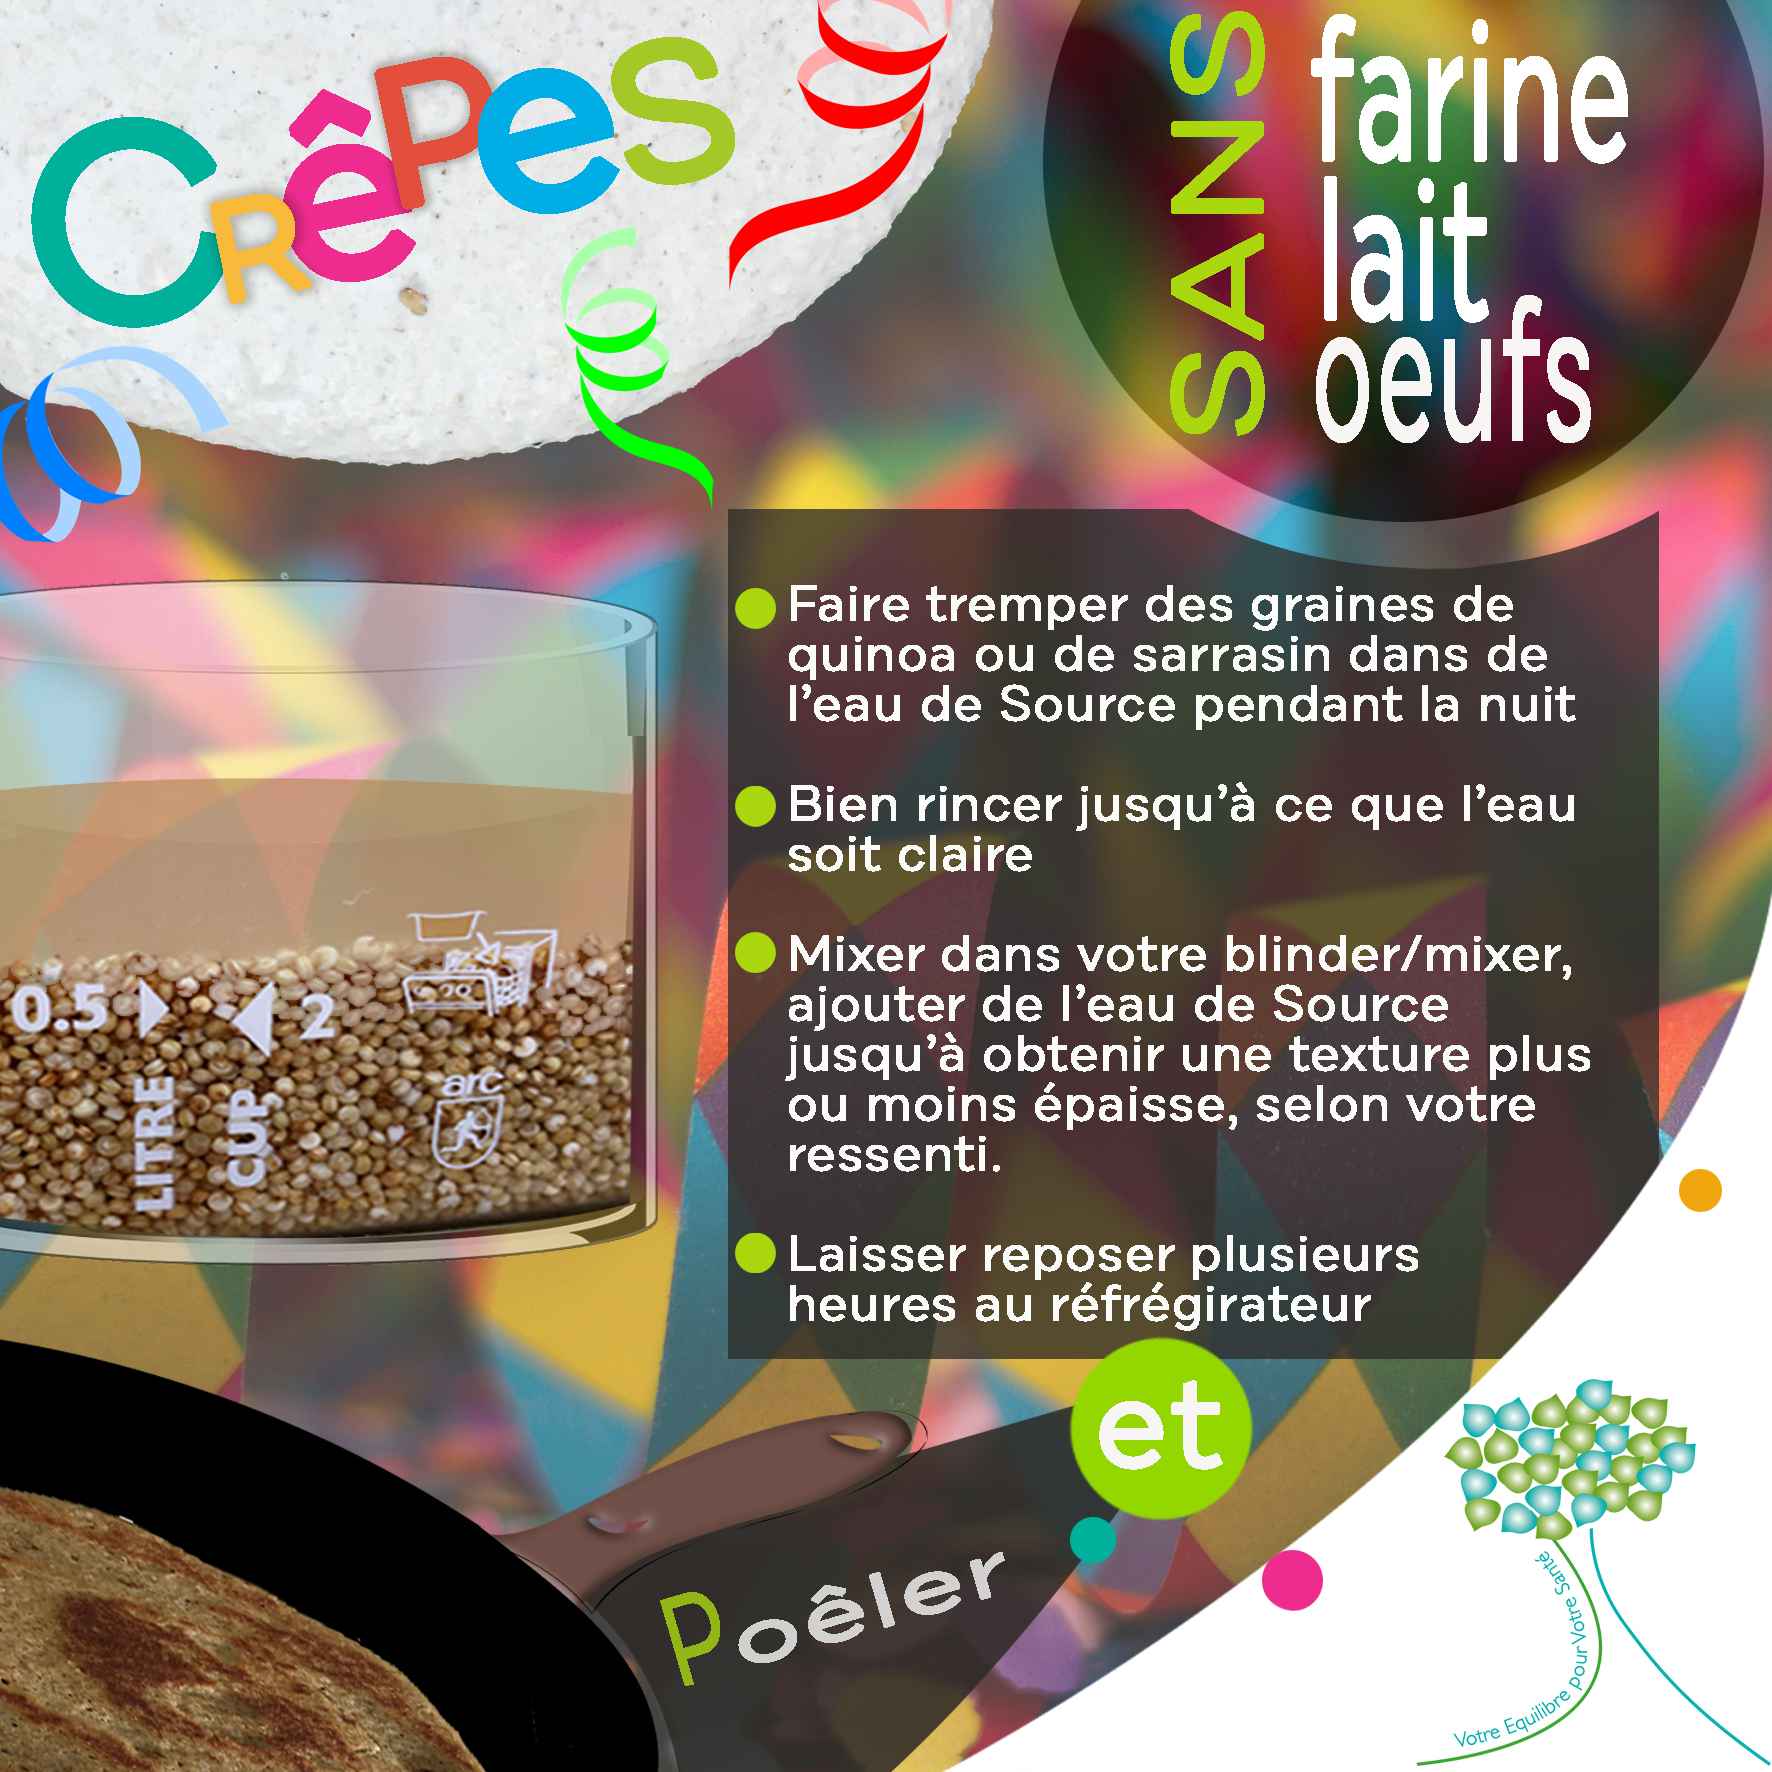 CRêPes
SANS
farine
lait
oeufs
Faire tremper des graines de
quinoa ou de sarrasin dans de
l'eau de Source pendant la nuit
Bien rincer jusqu'à ce que l'eau
soit claire
Mixer dans votre blinder/mixer,
ajouter de l'eau de Source
jusqu'à obtenir une texture plus
ou moins épaisse, selon votre
ressenti.
Laisser reposer plusieurs
heures au réfrégirateur
0.5 2
LITRE
CUP
arc
et
Poêler
Votre Equilibre pour Votre Santé